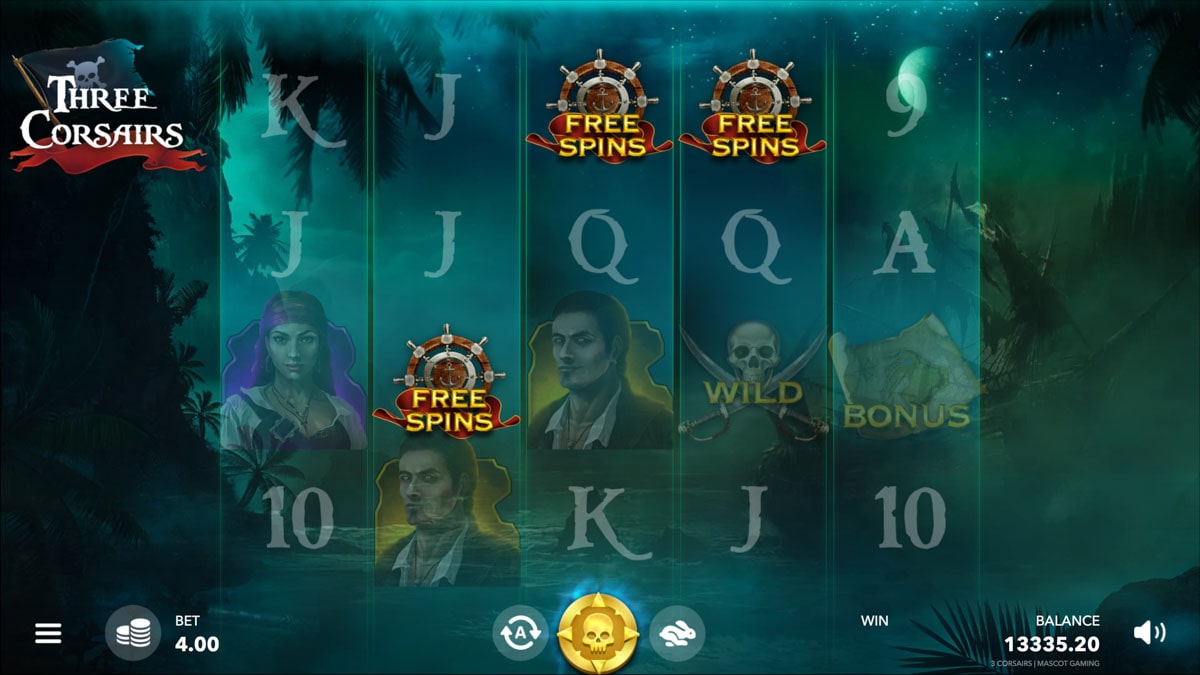 THREE
CORSAIRS
K J FREE SPINS FREE SPINS 9
J J Q Q A
FREE SPINS WILD BONUS
10 K J 10
BET
4.00
A
WIN
BALANCE
13335.20
3 CORSAIRS | MASCOT GAMING